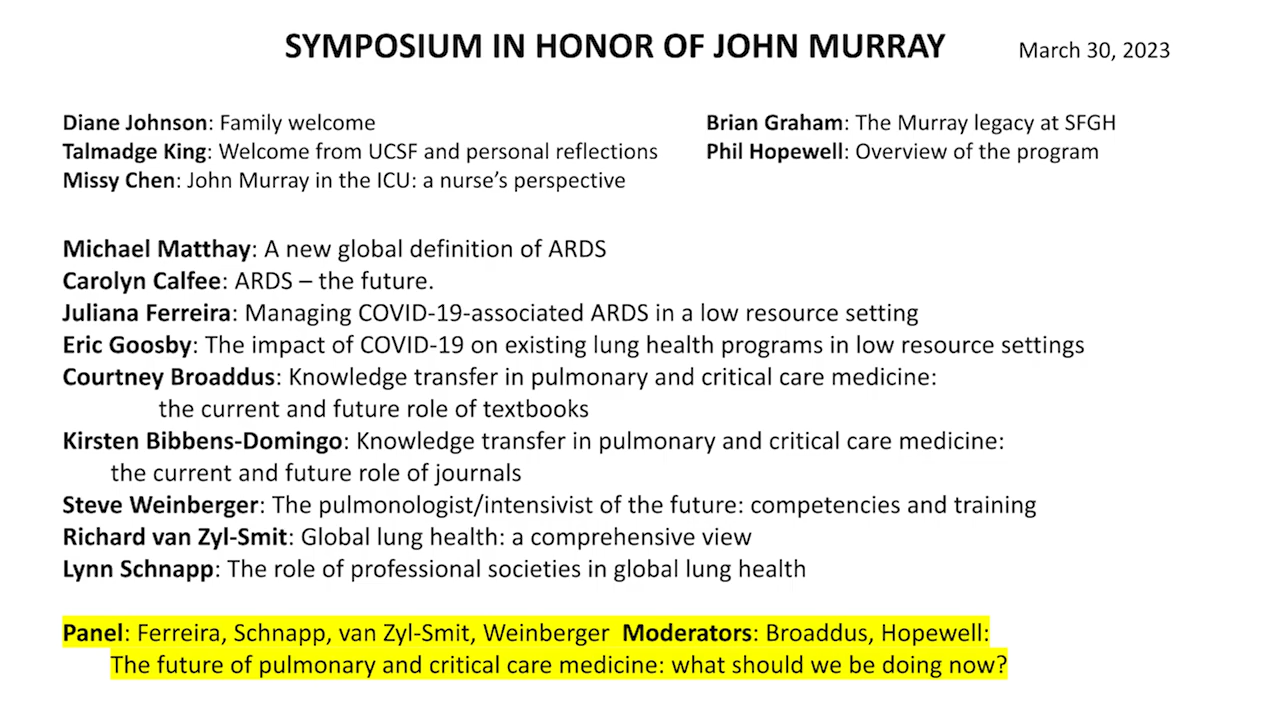 SYMPOSIUM IN HONOR OF JOHN MURRAY
March 30, 2023
Diane Johnson: Family welcome
Talmadge King: Welcome from UCSF and personal reflections
Missy Chen: John Murray in the ICU: a nurse’s perspective
Brian Graham: The Murray legacy at SFGH
Phil Hopewell: Overview of the program
Michael Matthay: A new global definition of ARDS
Carolyn Calfee: ARDS – the future.
Juliana Ferreira: Managing COVID-19-associated ARDS in a low resource setting
Eric Goosby: The impact of COVID-19 on existing lung health programs in low resource settings
Courtney Broaddus: Knowledge transfer in pulmonary and critical care medicine:
the current and future role of textbooks
Kirsten Bibbens-Domingo: Knowledge transfer in pulmonary and critical care medicine:
the current and future role of journals
Steve Weinberger: The pulmonologist/intensivist of the future: competencies and training
Richard van Zyl-Smit: Global lung health: a comprehensive view
Lynn Schnapp: The role of professional societies in global lung health
Panel: Ferreira, Schnapp, van Zyl-Smit, Weinberger Moderators: Broaddus, Hopewell:
The future of pulmonary and critical care medicine: what should we be doing now?